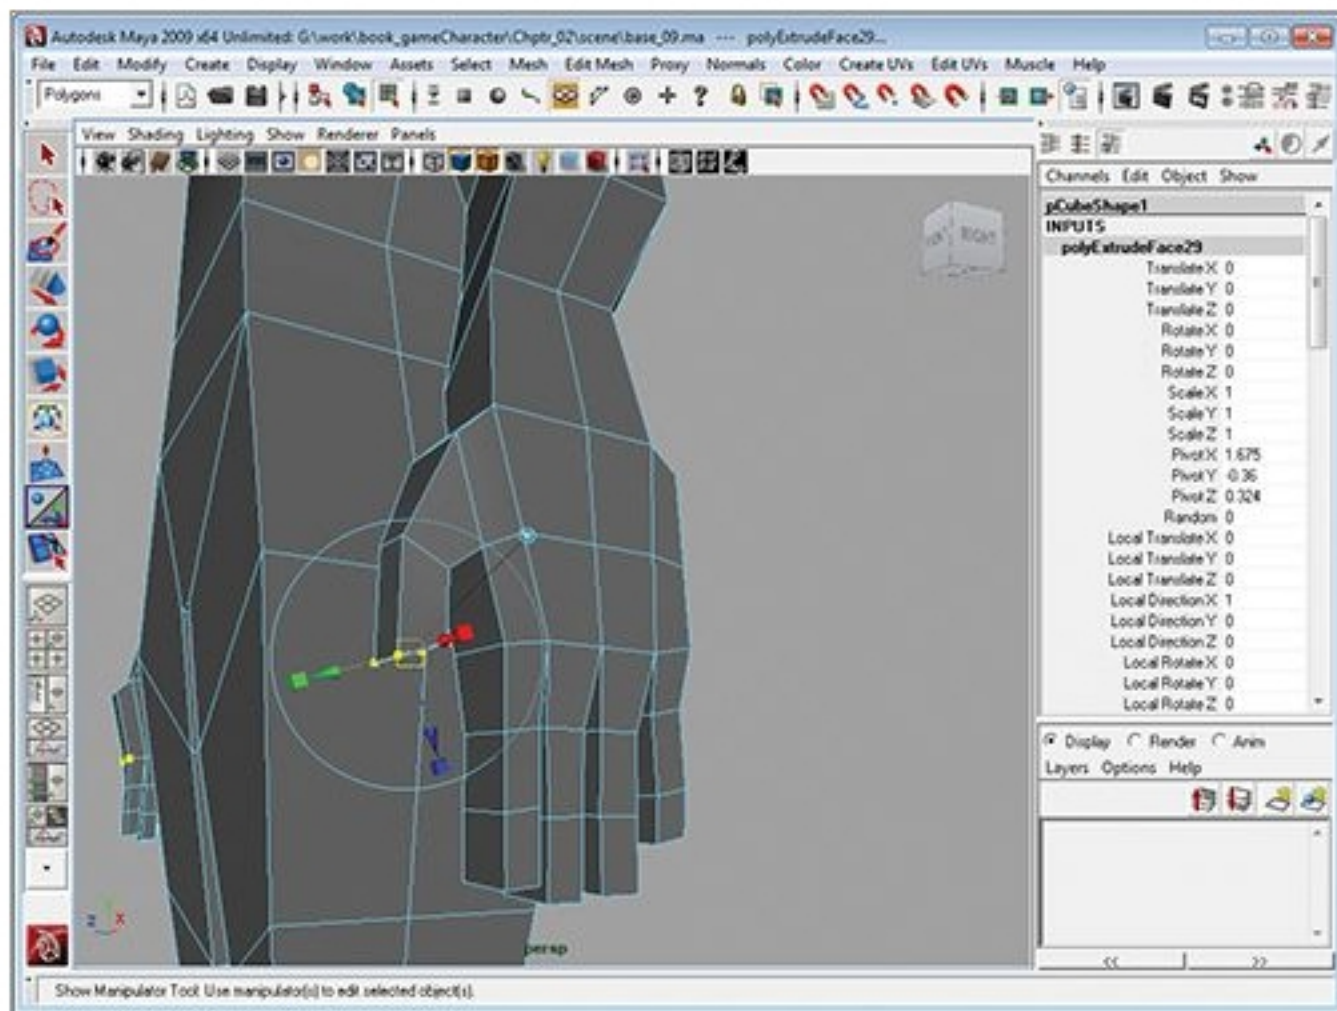 Autodesk Maya 2009 x64 Unlimited: G:\work\book_gameCharacter\Chptr_02\scene\base_09.ma --- polyExtrudeFace29...
File Edit Modify Create Display Window Assets Select Mesh Edit Mesh Proxy Normals Color Create UVs Edit UVs Muscle Help
Polygons
View Shading Lighting Show Renderer Panels
RIGHT
Channels Edit Object Show
pCubeShape1
INPUTS
polyExtrudeFace29
Translate X 0
Translate Y 0
Translate Z 0
Rotate X 0
Rotate Y 0
Rotate Z 0
Scale X 1
Scale Y 1
Scale Z 1
Pivot X 1.675
Pivot Y -0.36
Pivot Z 0.324
Random 0
Local Translate X 0
Local Translate Y 0
Local Translate Z 0
Local Direction X 1
Local Direction Y 0
Local Direction Z 0
Local Rotate X 0
Local Rotate Y 0
Local Rotate Z 0
Display Render Anim
Layers Options Help
<< >>
z x
persp
Show Manipulator Tool: Use manipulator(s) to edit selected object(s).